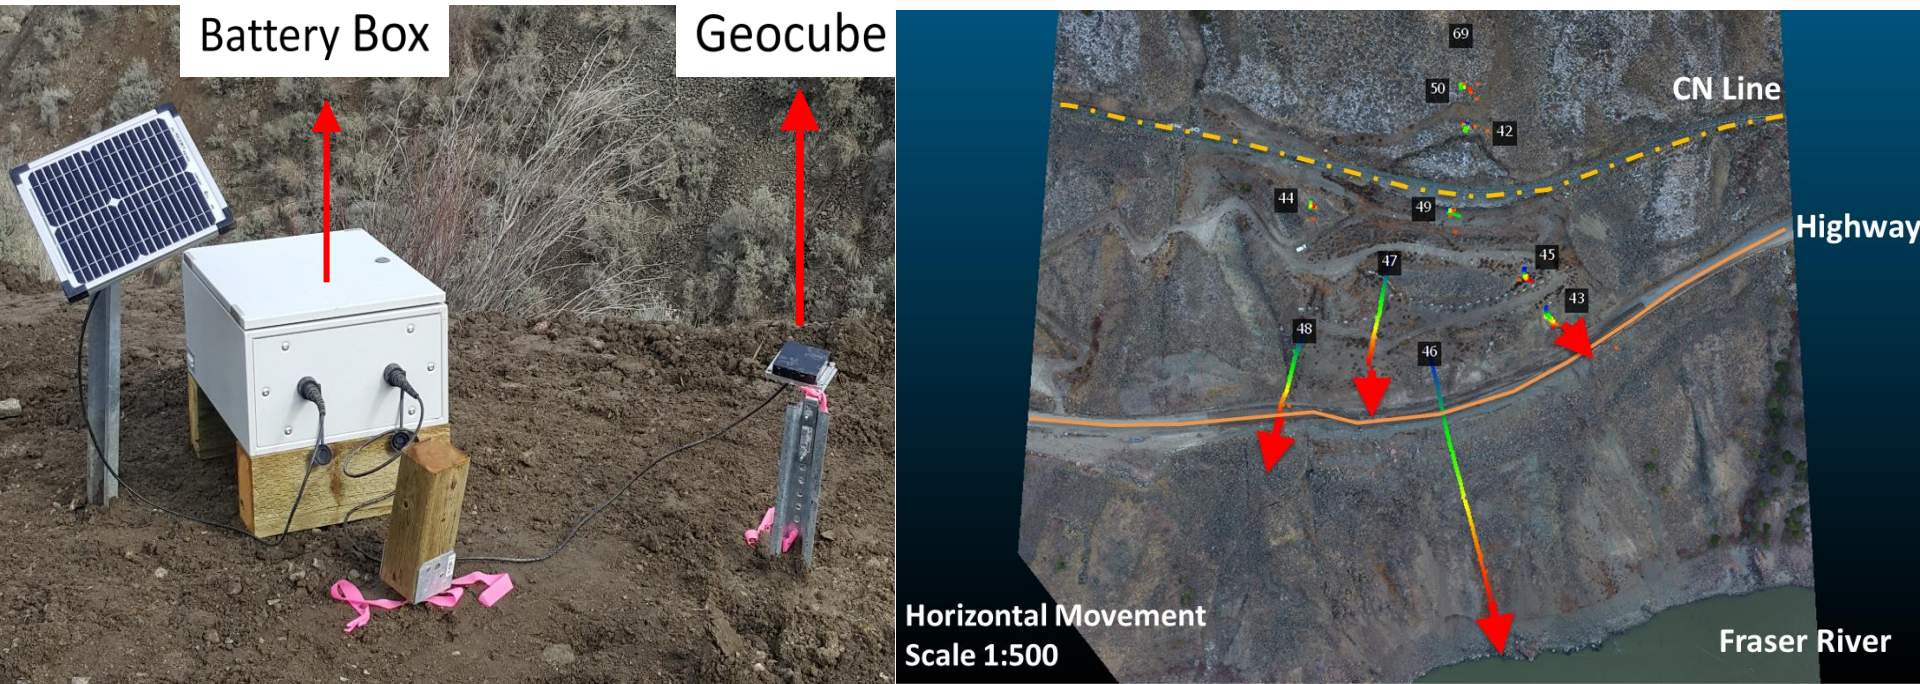 Battery Box
Geocube
69
50
CN Line
42
44
49
Highway
45
47
43
48
46
Horizontal Movement
Scale 1:500
Fraser River